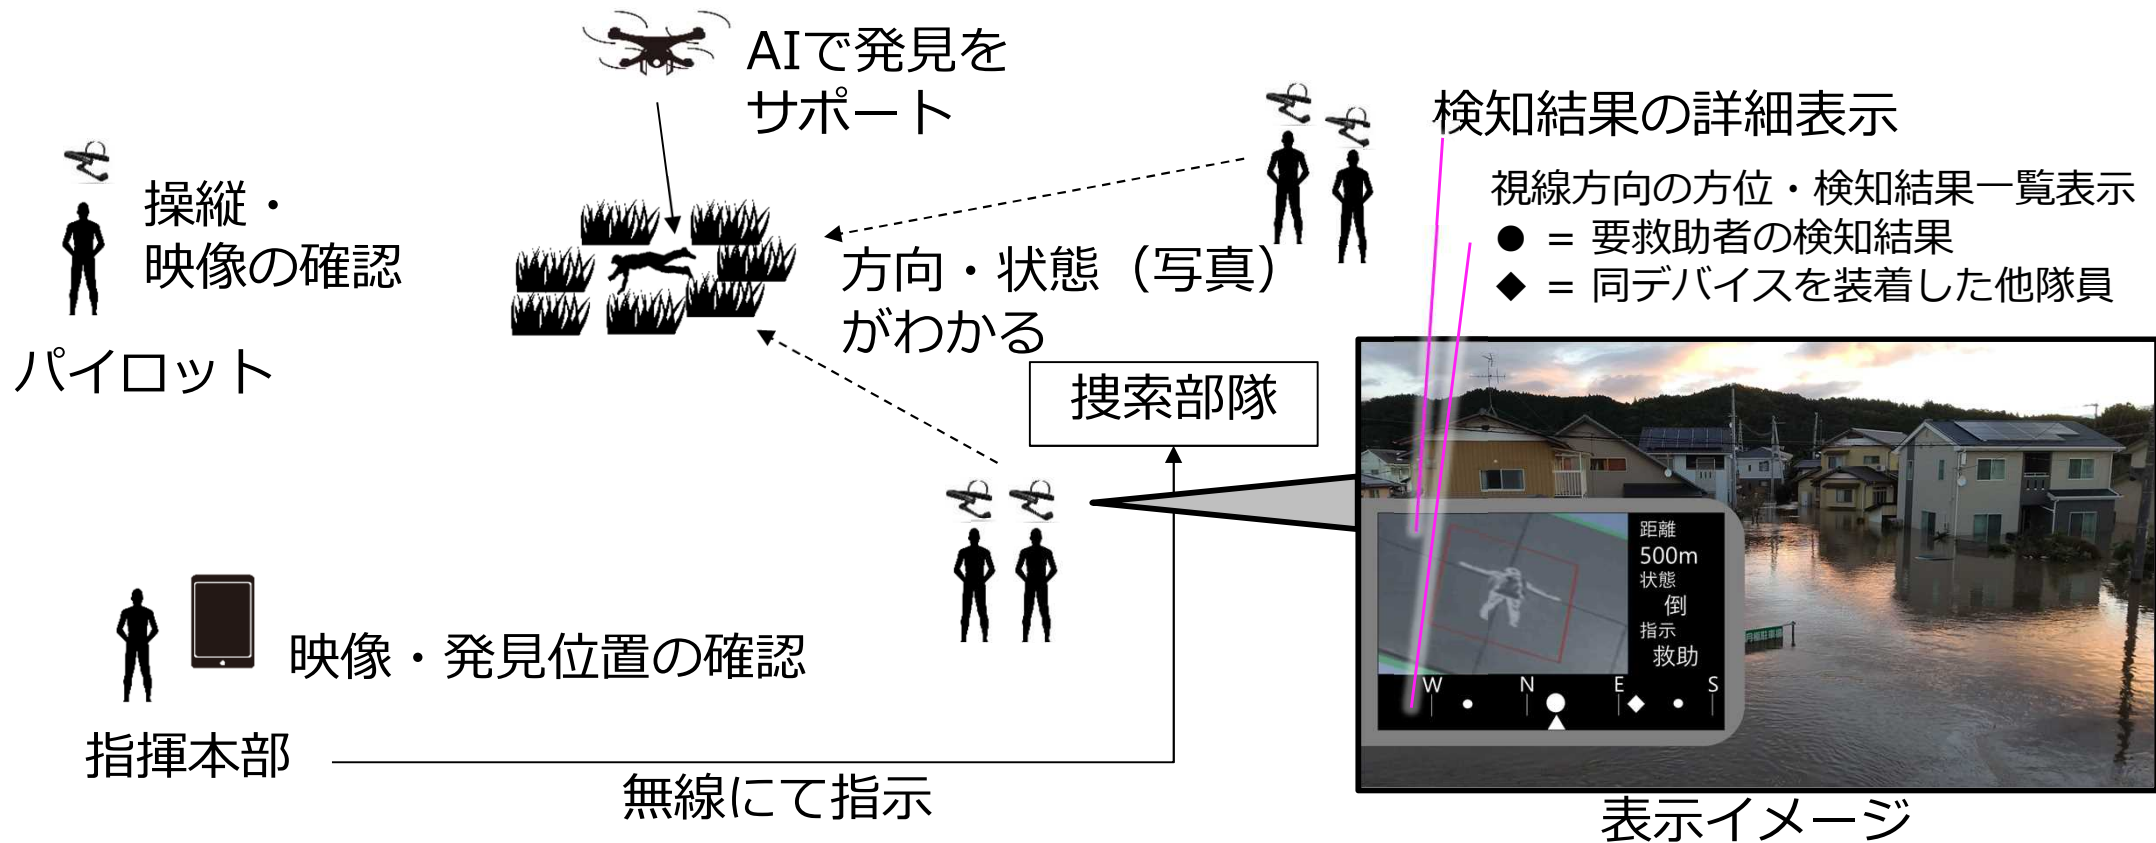 AIで発見を
サポート
操縦・
映像の確認
パイロット
方向・状態（写真）
がわかる
検知結果の詳細表示
視線方向の方位・検知結果一覧表示
● = 要救助者の検知結果
◆ = 同デバイスを装着した他隊員
捜索部隊
距離
500m
状態
倒
指示
救助
W N E S
映像・発見位置の確認
指揮本部
無線にて指示
表示イメージ